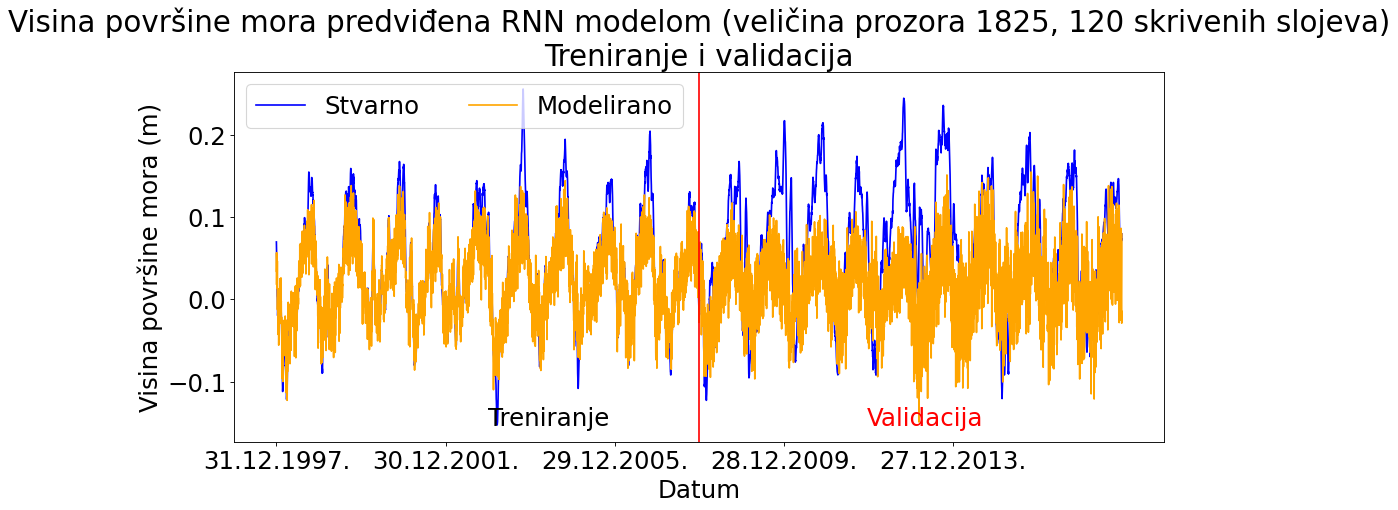 Visina površine mora predviđena RNN modelom (veličina prozora 1825, 120 skrivenih slojeva)
Treniranje i validacija
Stvarno
Modelirano
Visina površine mora (m)
0.2
0.1
0.0
−0.1
Treniranje
Validacija
31.12.1997.
30.12.2001.
29.12.2005.
28.12.2009.
27.12.2013.
Datum